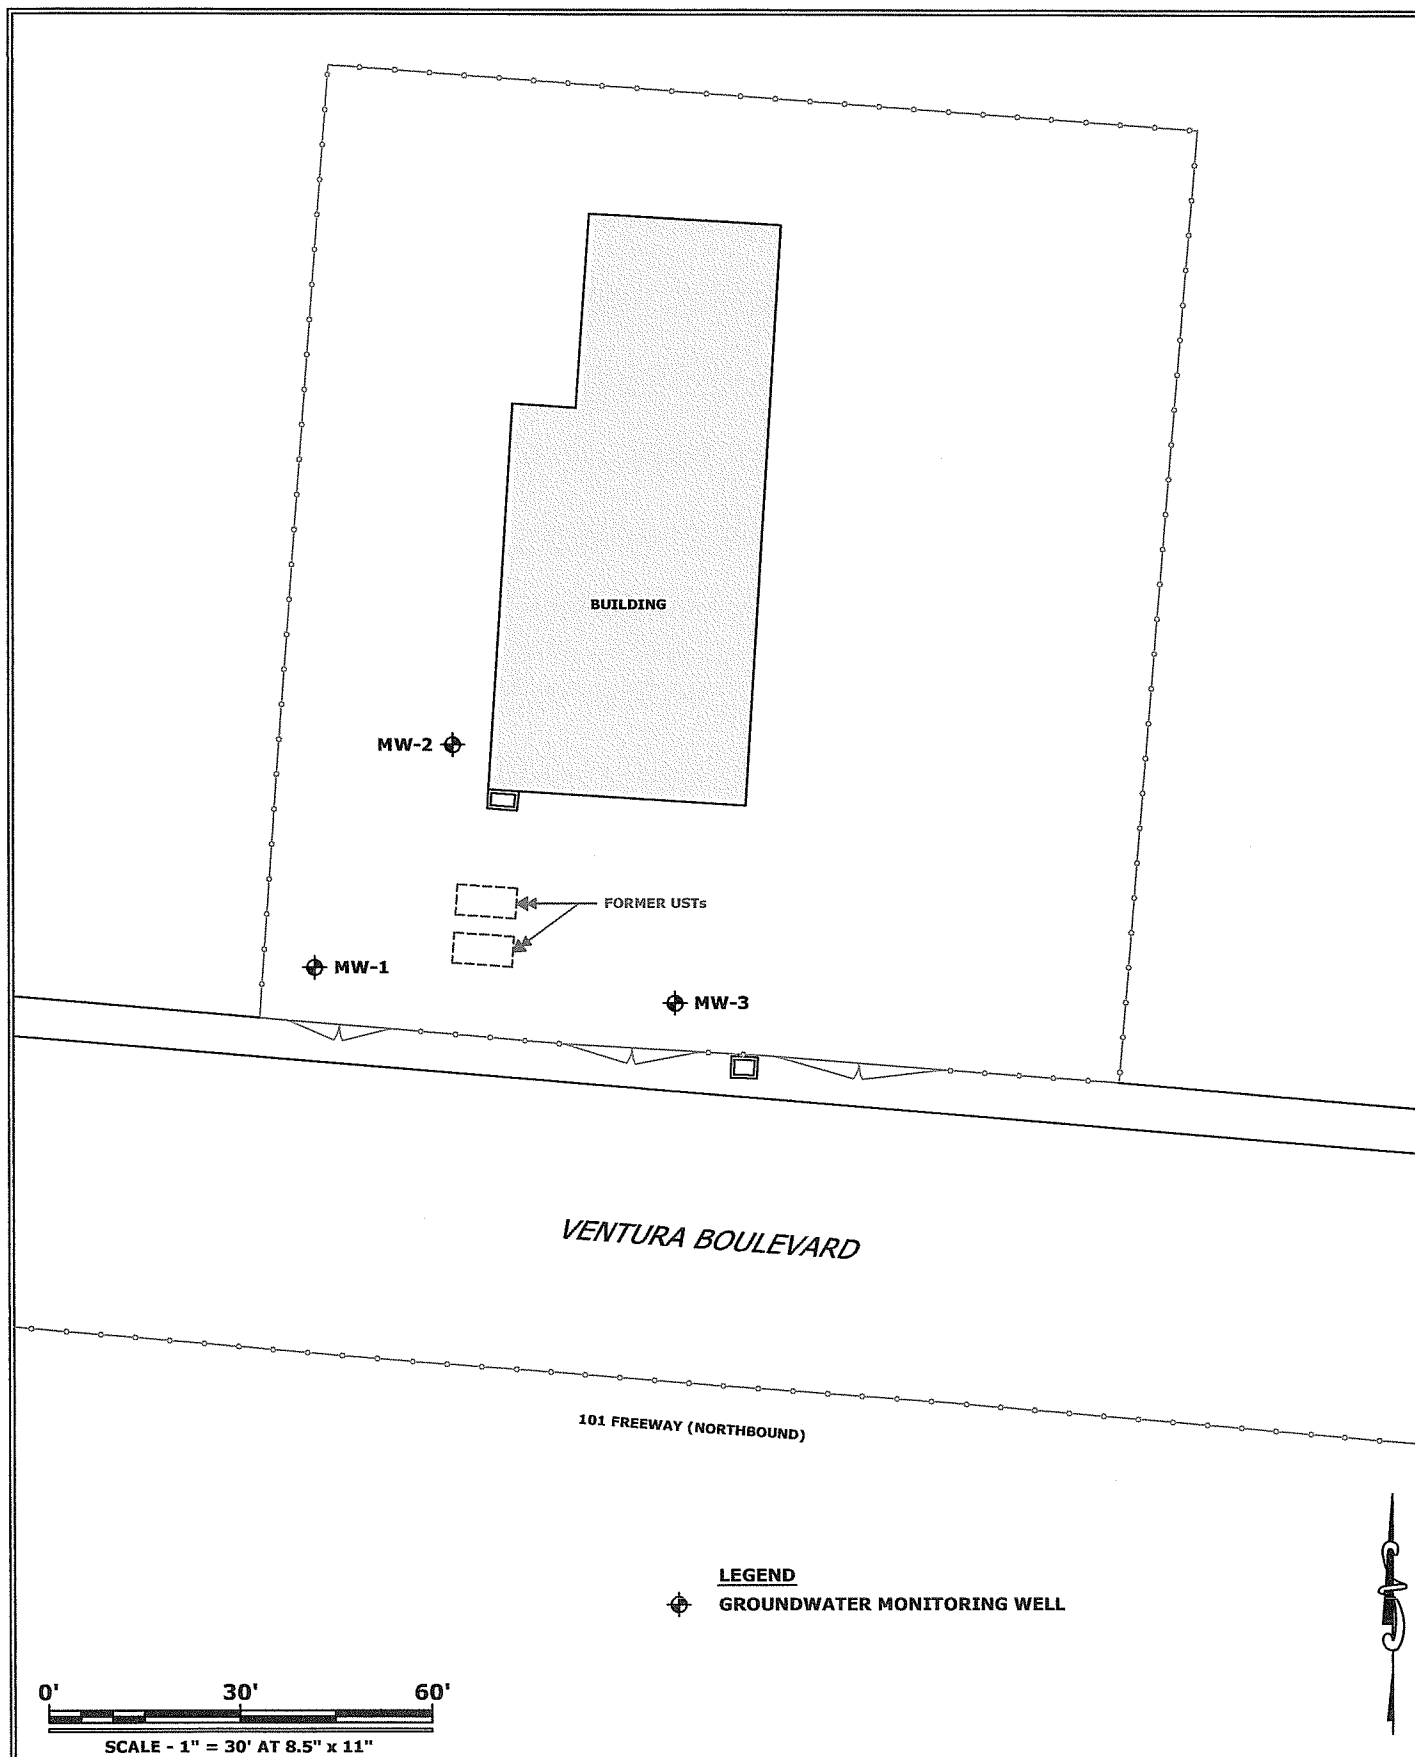 BUILDING
MW-2
FORMER USTs
MW-1
MW-3
VENTURA BOULEVARD
101 FREEWAY (NORTHBOUND)
LEGEND
GROUNDWATER MONITORING WELL
0' 30' 60'
SCALE - 1" = 30' AT 8.5" x 11"